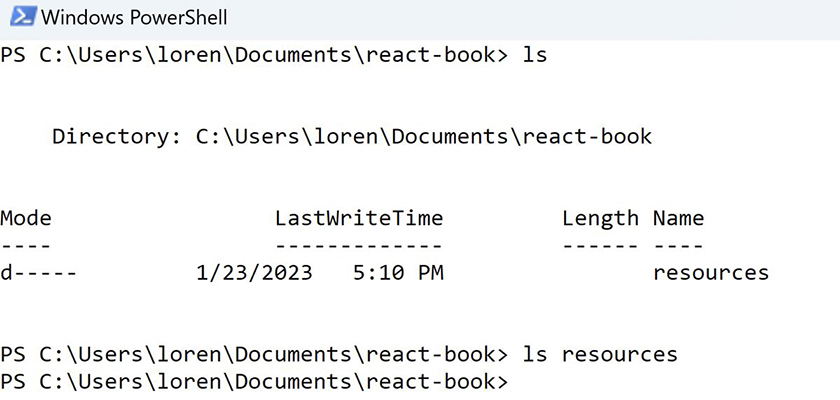 Windows PowerShell
PS C:\Users\loren\Documents\react-book> ls
Directory: C:\Users\loren\Documents\react-book
Mode LastWriteTime Length Name
---- ------------- ------ ----
d----- 1/23/2023 5:10 PM resources
PS C:\Users\loren\Documents\react-book> ls resources
PS C:\Users\loren\Documents\react-book>